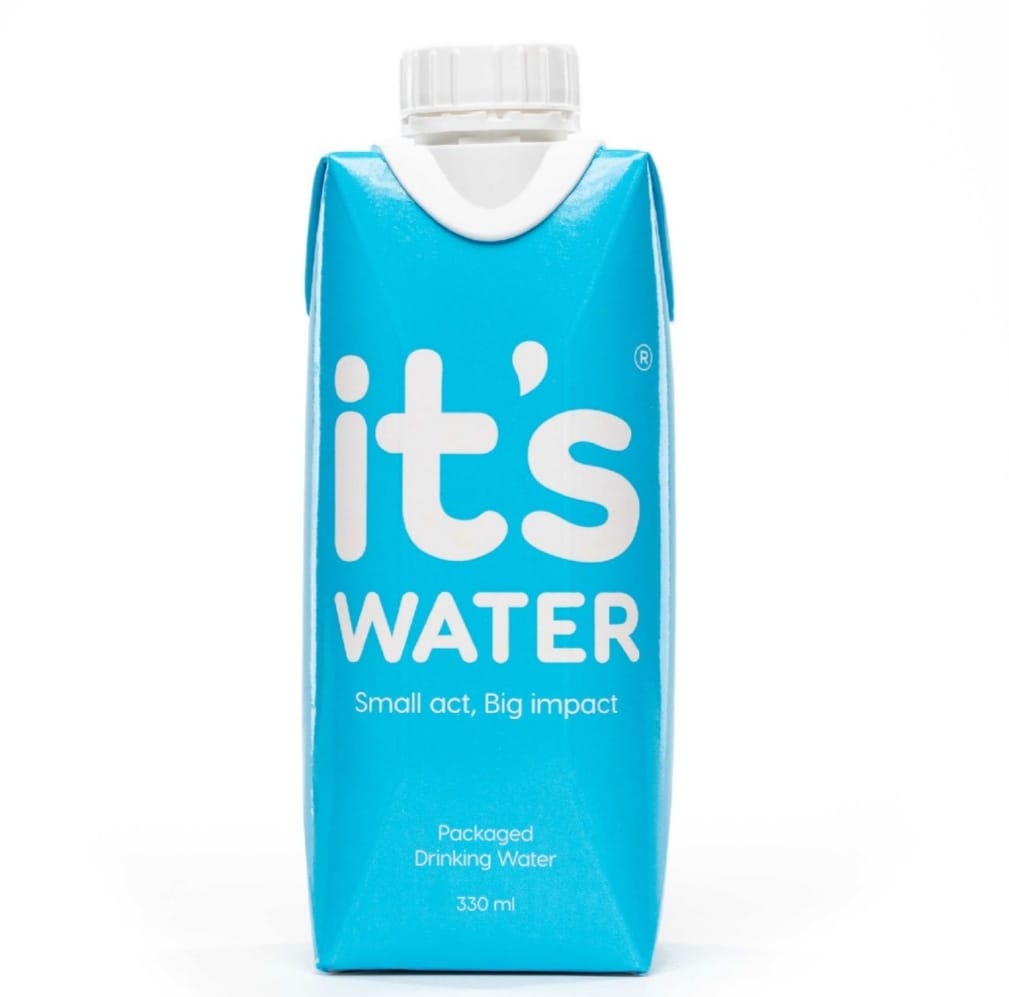 it's
®
WATER
Small act, Big impact
Packaged
Drinking Water
330 ml